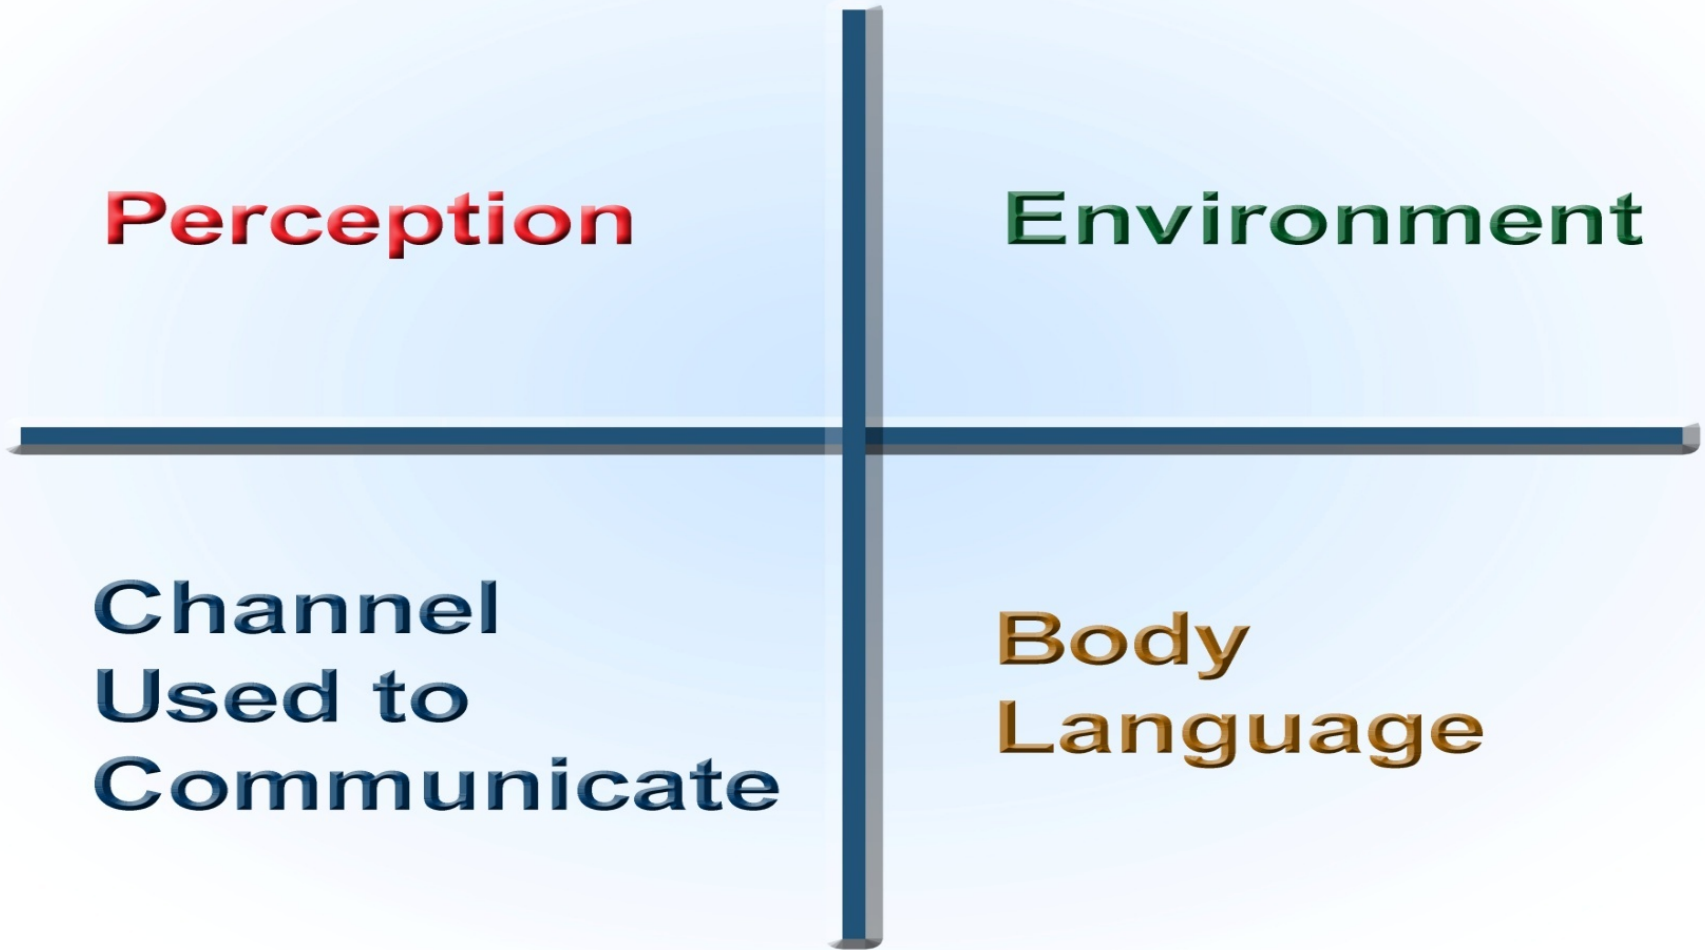 Perception
Environment
Channel
Used to
Communicate
Body
Language